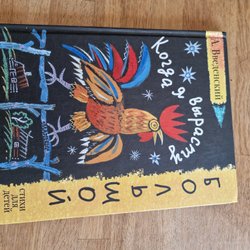 А. Введенский
Когда я вырасту
БОЛЬШОЙ
СТИХИ
ДЛЯ
ДЕТЕЙ